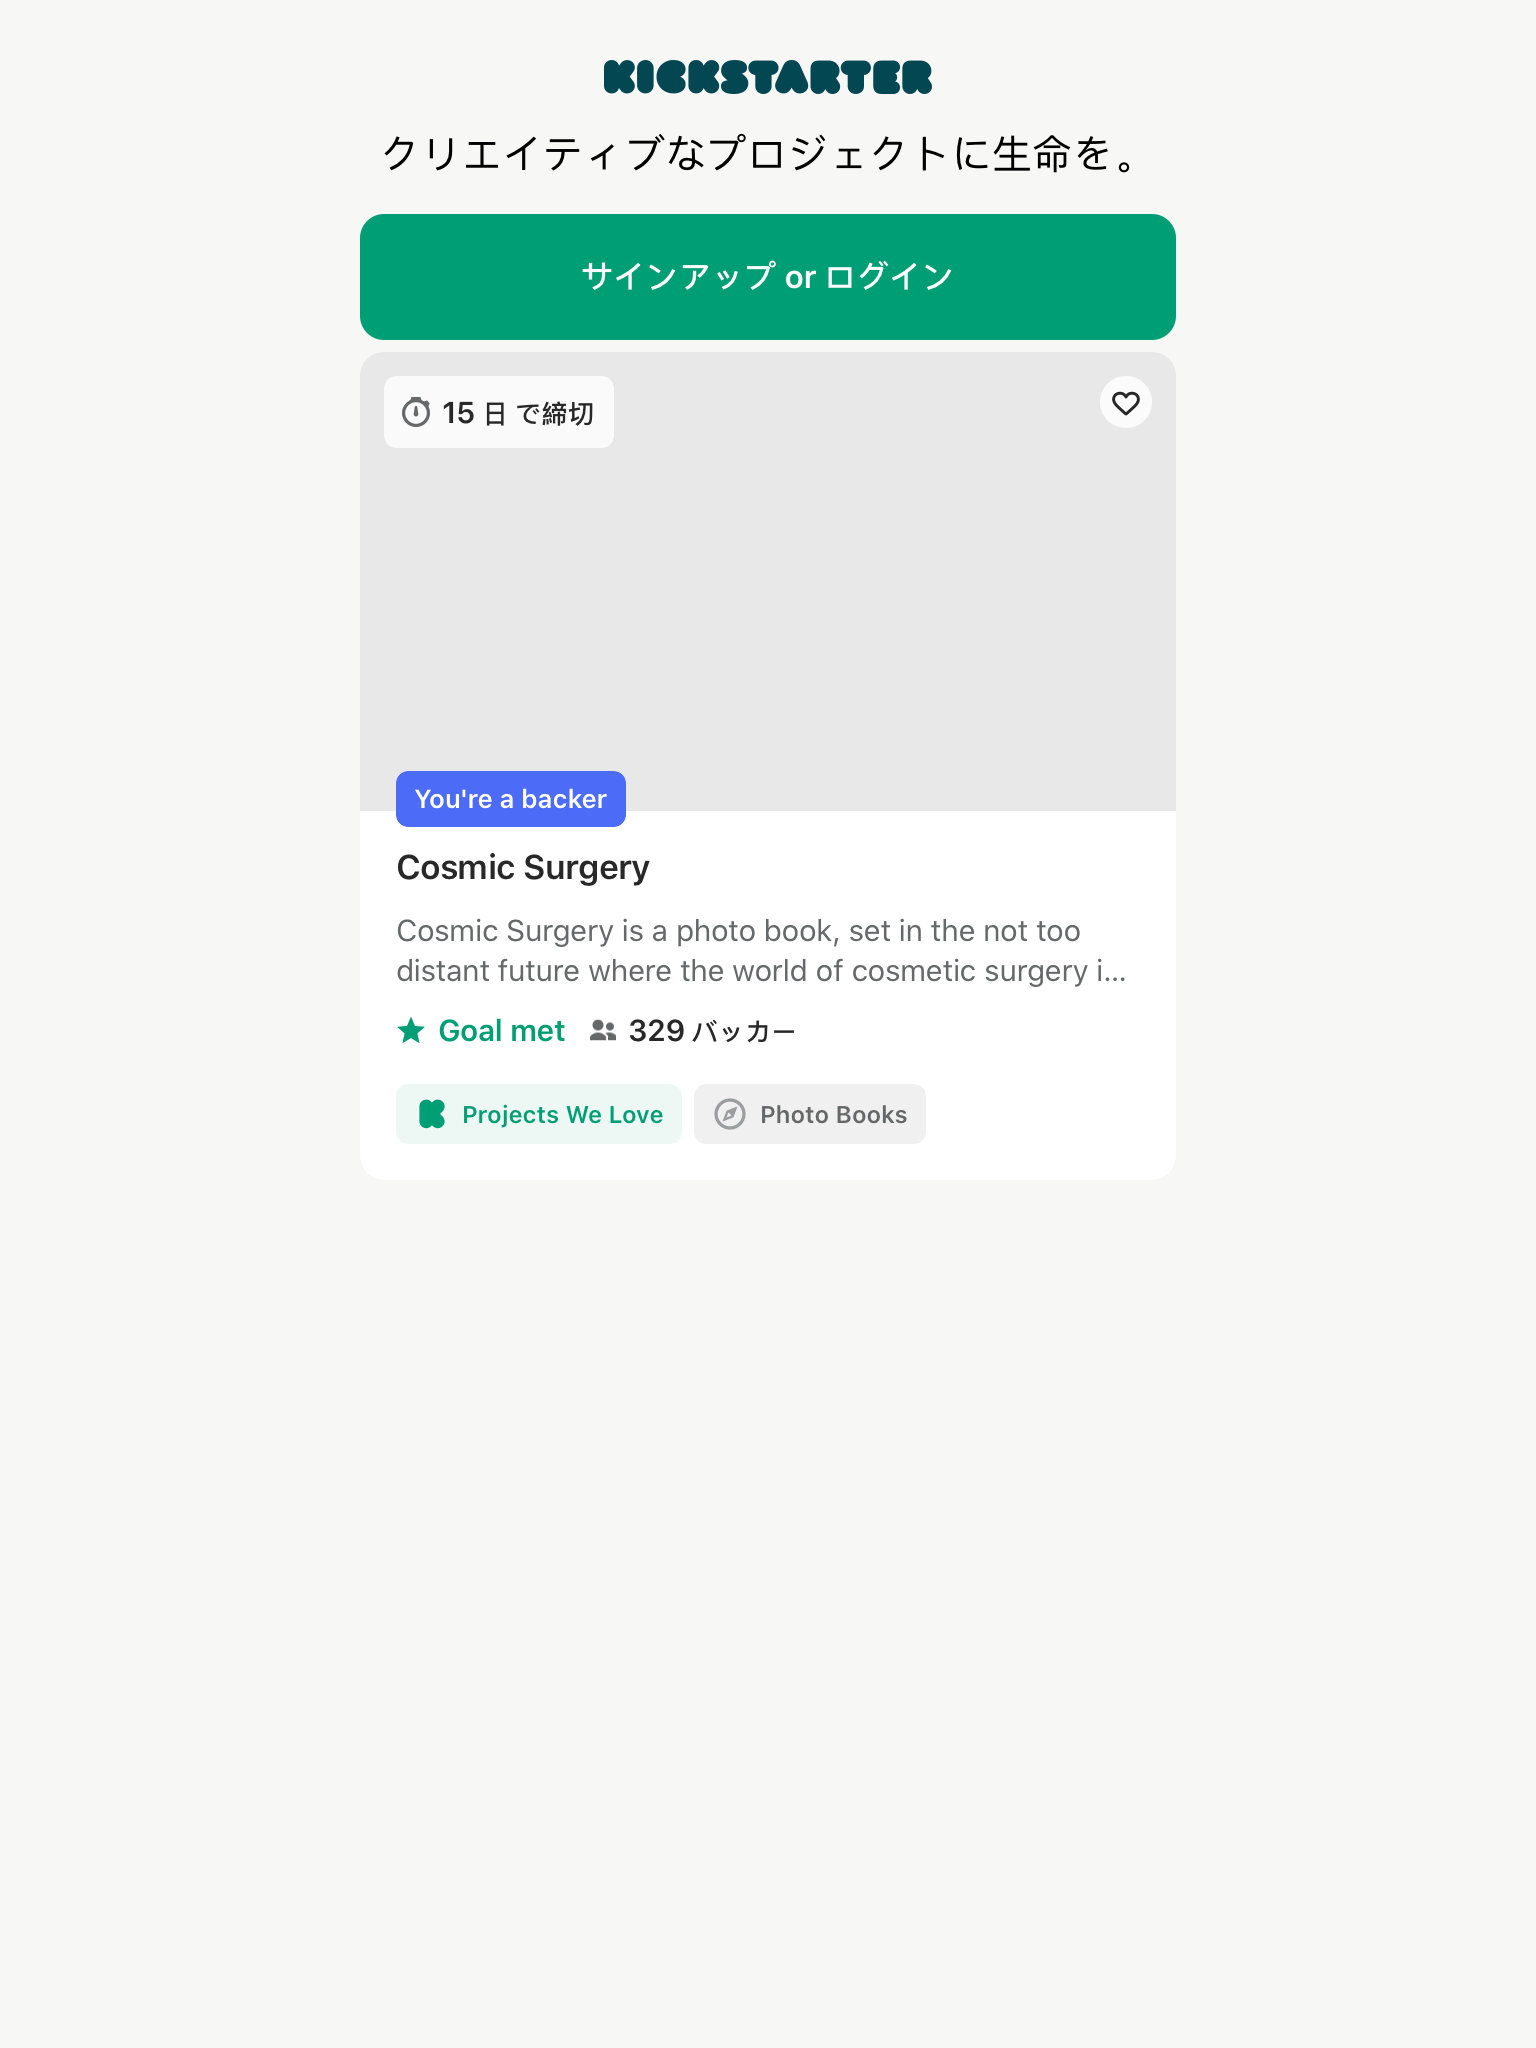 KICKSTARTER
クリエイティブなプロジェクトに生命を。
サインアップ or ログイン
15 日 で締切
You're a backer
Cosmic Surgery
Cosmic Surgery is a photo book, set in the not too
distant future where the world of cosmetic surgery i...
Goal met 329 バッカー
Projects We Love Photo Books